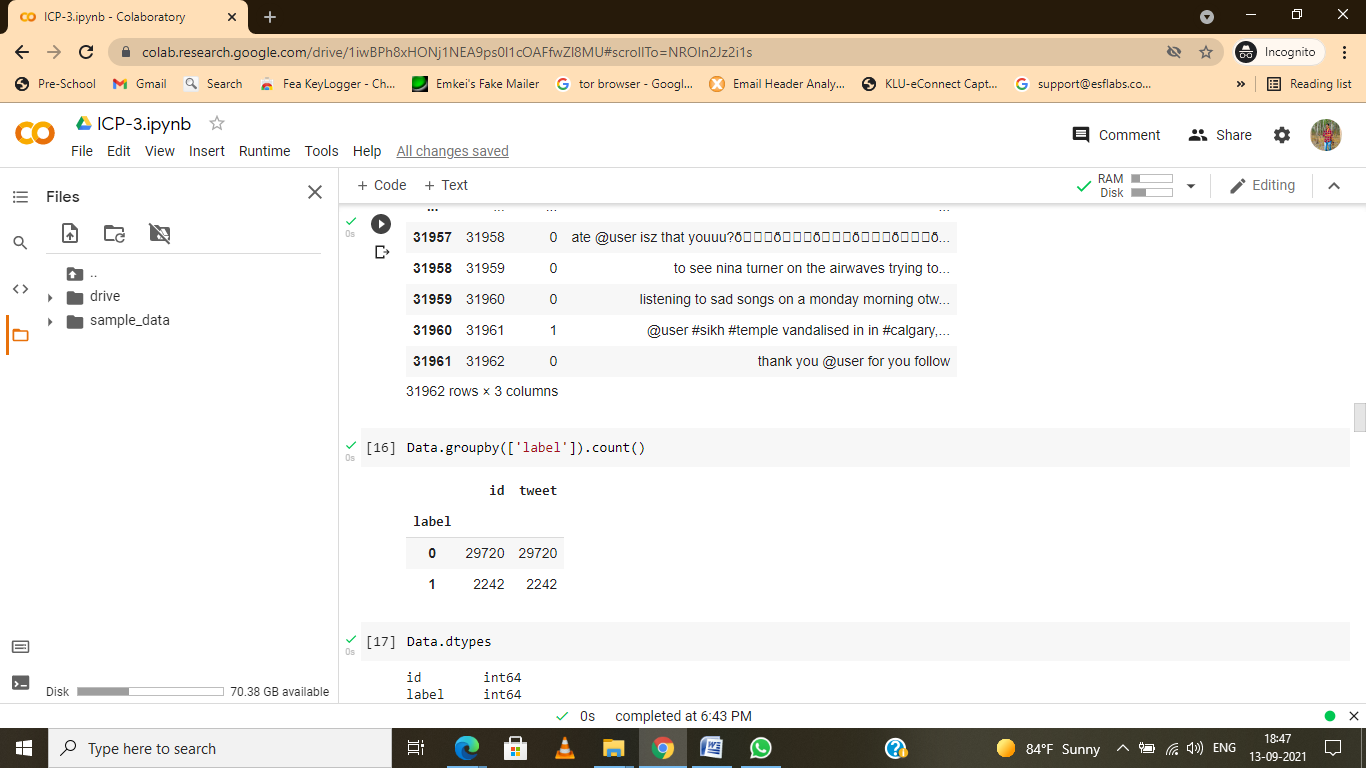 ICP-3.ipynb - Colaboratory
colab.research.google.com/drive/1iwBPh8xHONj1NEA9ps0l1cOAFfwZl8MU#scrollTo=NROIn2Jz2i1s
Incognito
Pre-School Gmail Search Fea KeyLogger - Ch... Emkei's Fake Mailer tor browser - Googl... Email Header Analy... KLU-eConnect Capt... support@esflabs.co... » Reading list
ICP-3.ipynb
Comment Share
File Edit View Insert Runtime Tools Help All changes saved
Files
+ Code + Text
RAM
Disk
Editing
..
drive
sample_data
Disk 70.38 GB available
... ... ... ...
0s
31957 31958 0 ate @user isz that youuu?ð□□□ð□□□ð□□□ð□□□ð□□□ð...
31958 31959 0 to see nina turner on the airwaves trying to...
31959 31960 0 listening to sad songs on a monday morning otw...
31960 31961 1 @user #sikh #temple vandalised in in #calgary,...
31961 31962 0 thank you @user for you follow
31962 rows × 3 columns
[16] Data.groupby(['label']).count()
0s
id tweet
label
0 29720 29720
1 2242 2242
[17] Data.dtypes
0s
id int64
label int64
0s completed at 6:43 PM
Type here to search
84°F Sunny
ENG
18:47
13-09-2021